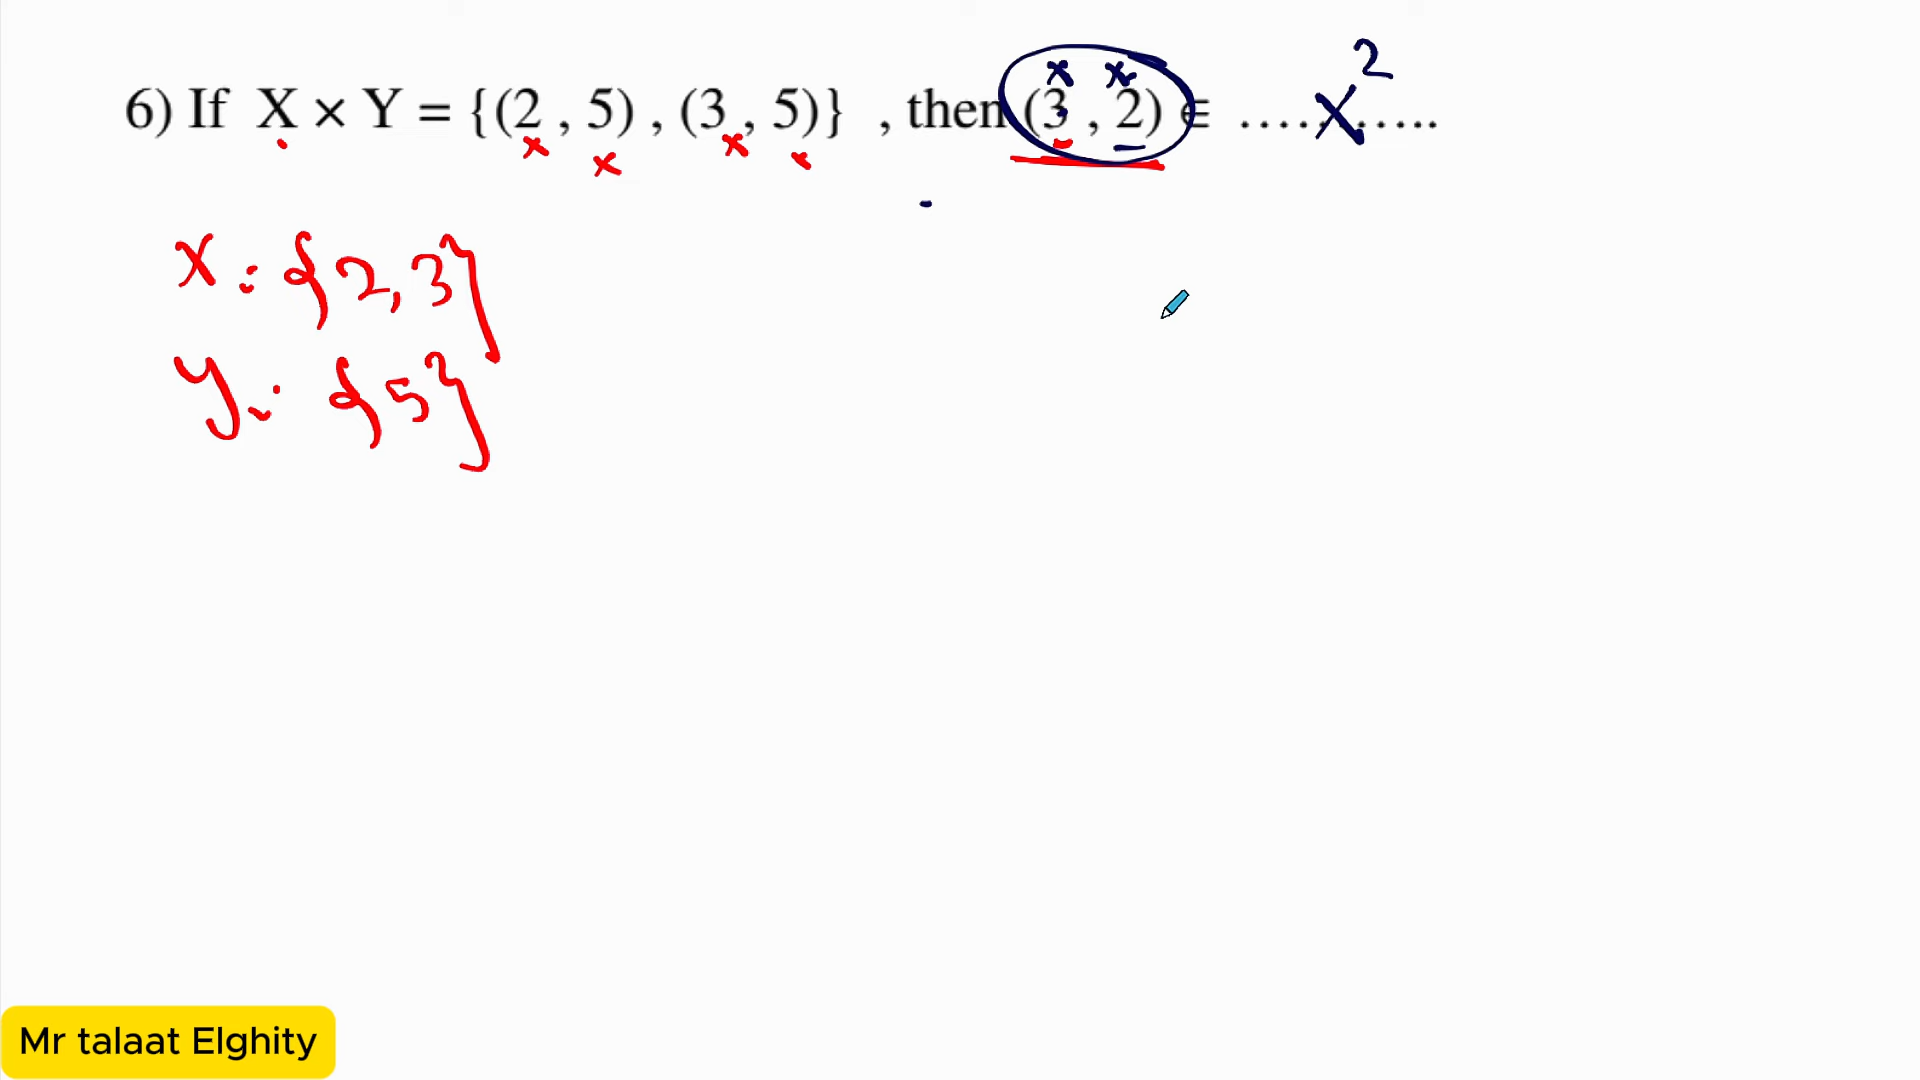 6) If X × Y = {(2 , 5) , (3 , 5)} , then (3 , 2) ∈ ............ X²
X = {2, 3}
Y = {5}
Mr talaat Elghity